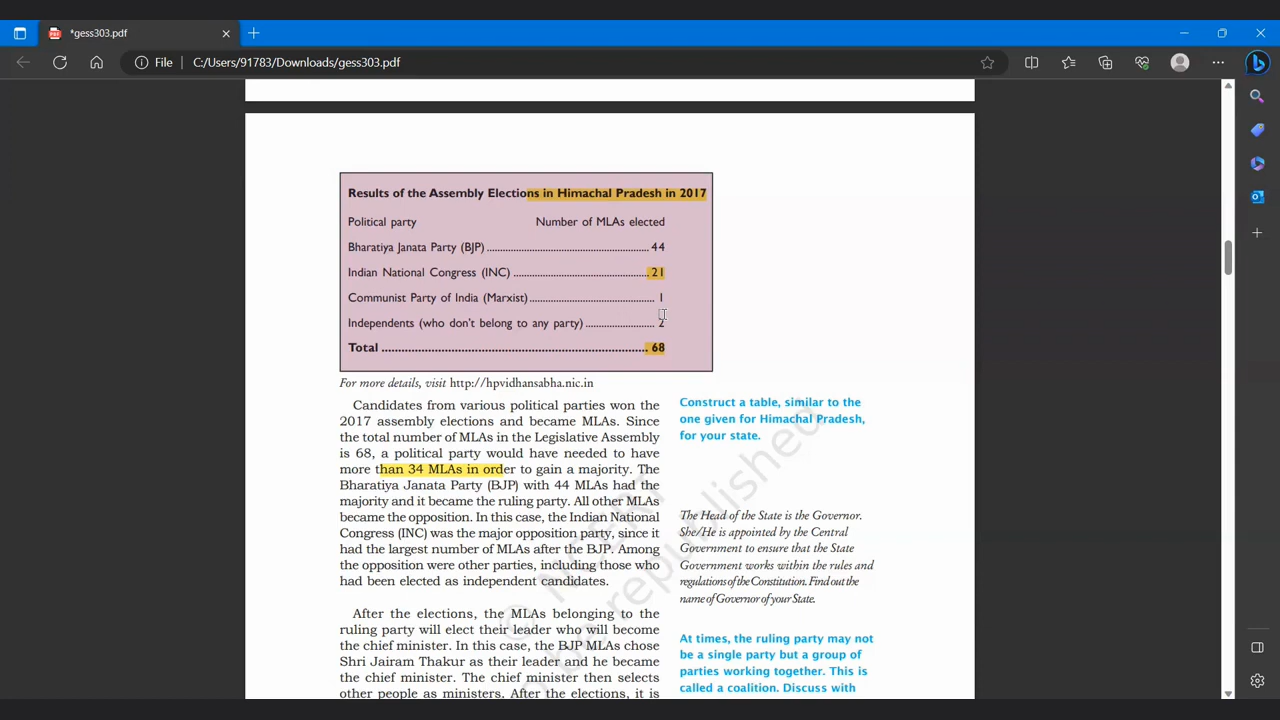 *gess303.pdf
File
C:/Users/91783/Downloads/gess303.pdf
Results of the Assembly Elections in Himachal Pradesh in 2017
Political party Number of MLAs elected
Bharatiya Janata Party (BJP) ........................................................ 44
Indian National Congress (INC) ............................................... 21
Communist Party of India (Marxist) ........................................... 1
Independents (who don't belong to any party) ........................ 2
Total ........................................................................... 68
For more details, visit http://hpvidhansabha.nic.in
Candidates from various political parties won the
2017 assembly elections and became MLAs. Since
the total number of MLAs in the Legislative Assembly
is 68, a political party would have needed to have
more than 34 MLAs in order to gain a majority. The
Bharatiya Janata Party (BJP) with 44 MLAs had the
majority and it became the ruling party. All other MLAs
became the opposition. In this case, the Indian National
Congress (INC) was the major opposition party, since it
had the largest number of MLAs after the BJP. Among
the opposition were other parties, including those who
had been elected as independent candidates.
After the elections, the MLAs belonging to the
ruling party will elect their leader who will become
the chief minister. In this case, the BJP MLAs chose
Shri Jairam Thakur as their leader and he became
the chief minister. The chief minister then selects
other people as ministers. After the elections, it is
Construct a table, similar to the
one given for Himachal Pradesh,
for your state.
The Head of the State is the Governor.
She/He is appointed by the Central
Government to ensure that the State
Government works within the rules and
regulations of the Constitution. Find out the
name of Governor of your State.
At times, the ruling party may not
be a single party but a group of
parties working together. This is
called a coalition. Discuss with
© NCERT
be republished